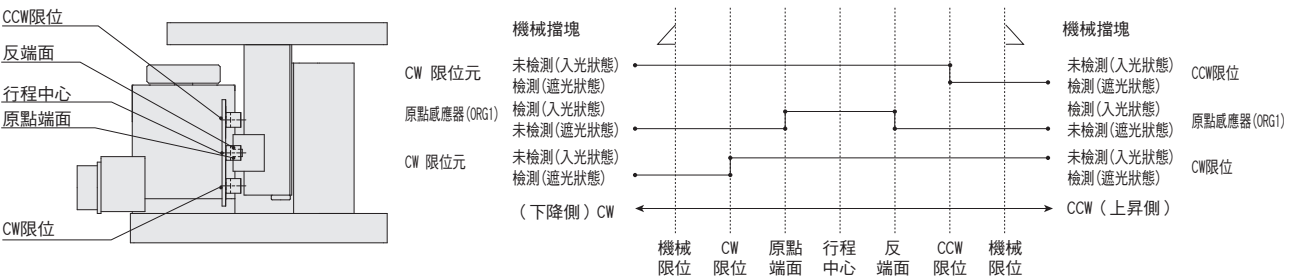 CCW限位
反端面
行程中心
原點端面
CW限位
機械擋塊
機械擋塊
CW 限位元
未檢測(入光狀態)
檢測(遮光狀態)
未檢測(入光狀態)
檢測(遮光狀態)
CCW限位
原點感應器(ORG1)
檢測(入光狀態)
未檢測(遮光狀態)
檢測(入光狀態)
未檢測(遮光狀態)
原點感應器(ORG1)
CW 限位元
未檢測(入光狀態)
檢測(遮光狀態)
未檢測(入光狀態)
檢測(遮光狀態)
CW限位
(下降側) CW
CCW (上昇側)
機械
限位
CW
限位
原點
端面
行程
中心
反
端面
CCW
限位
機械
限位